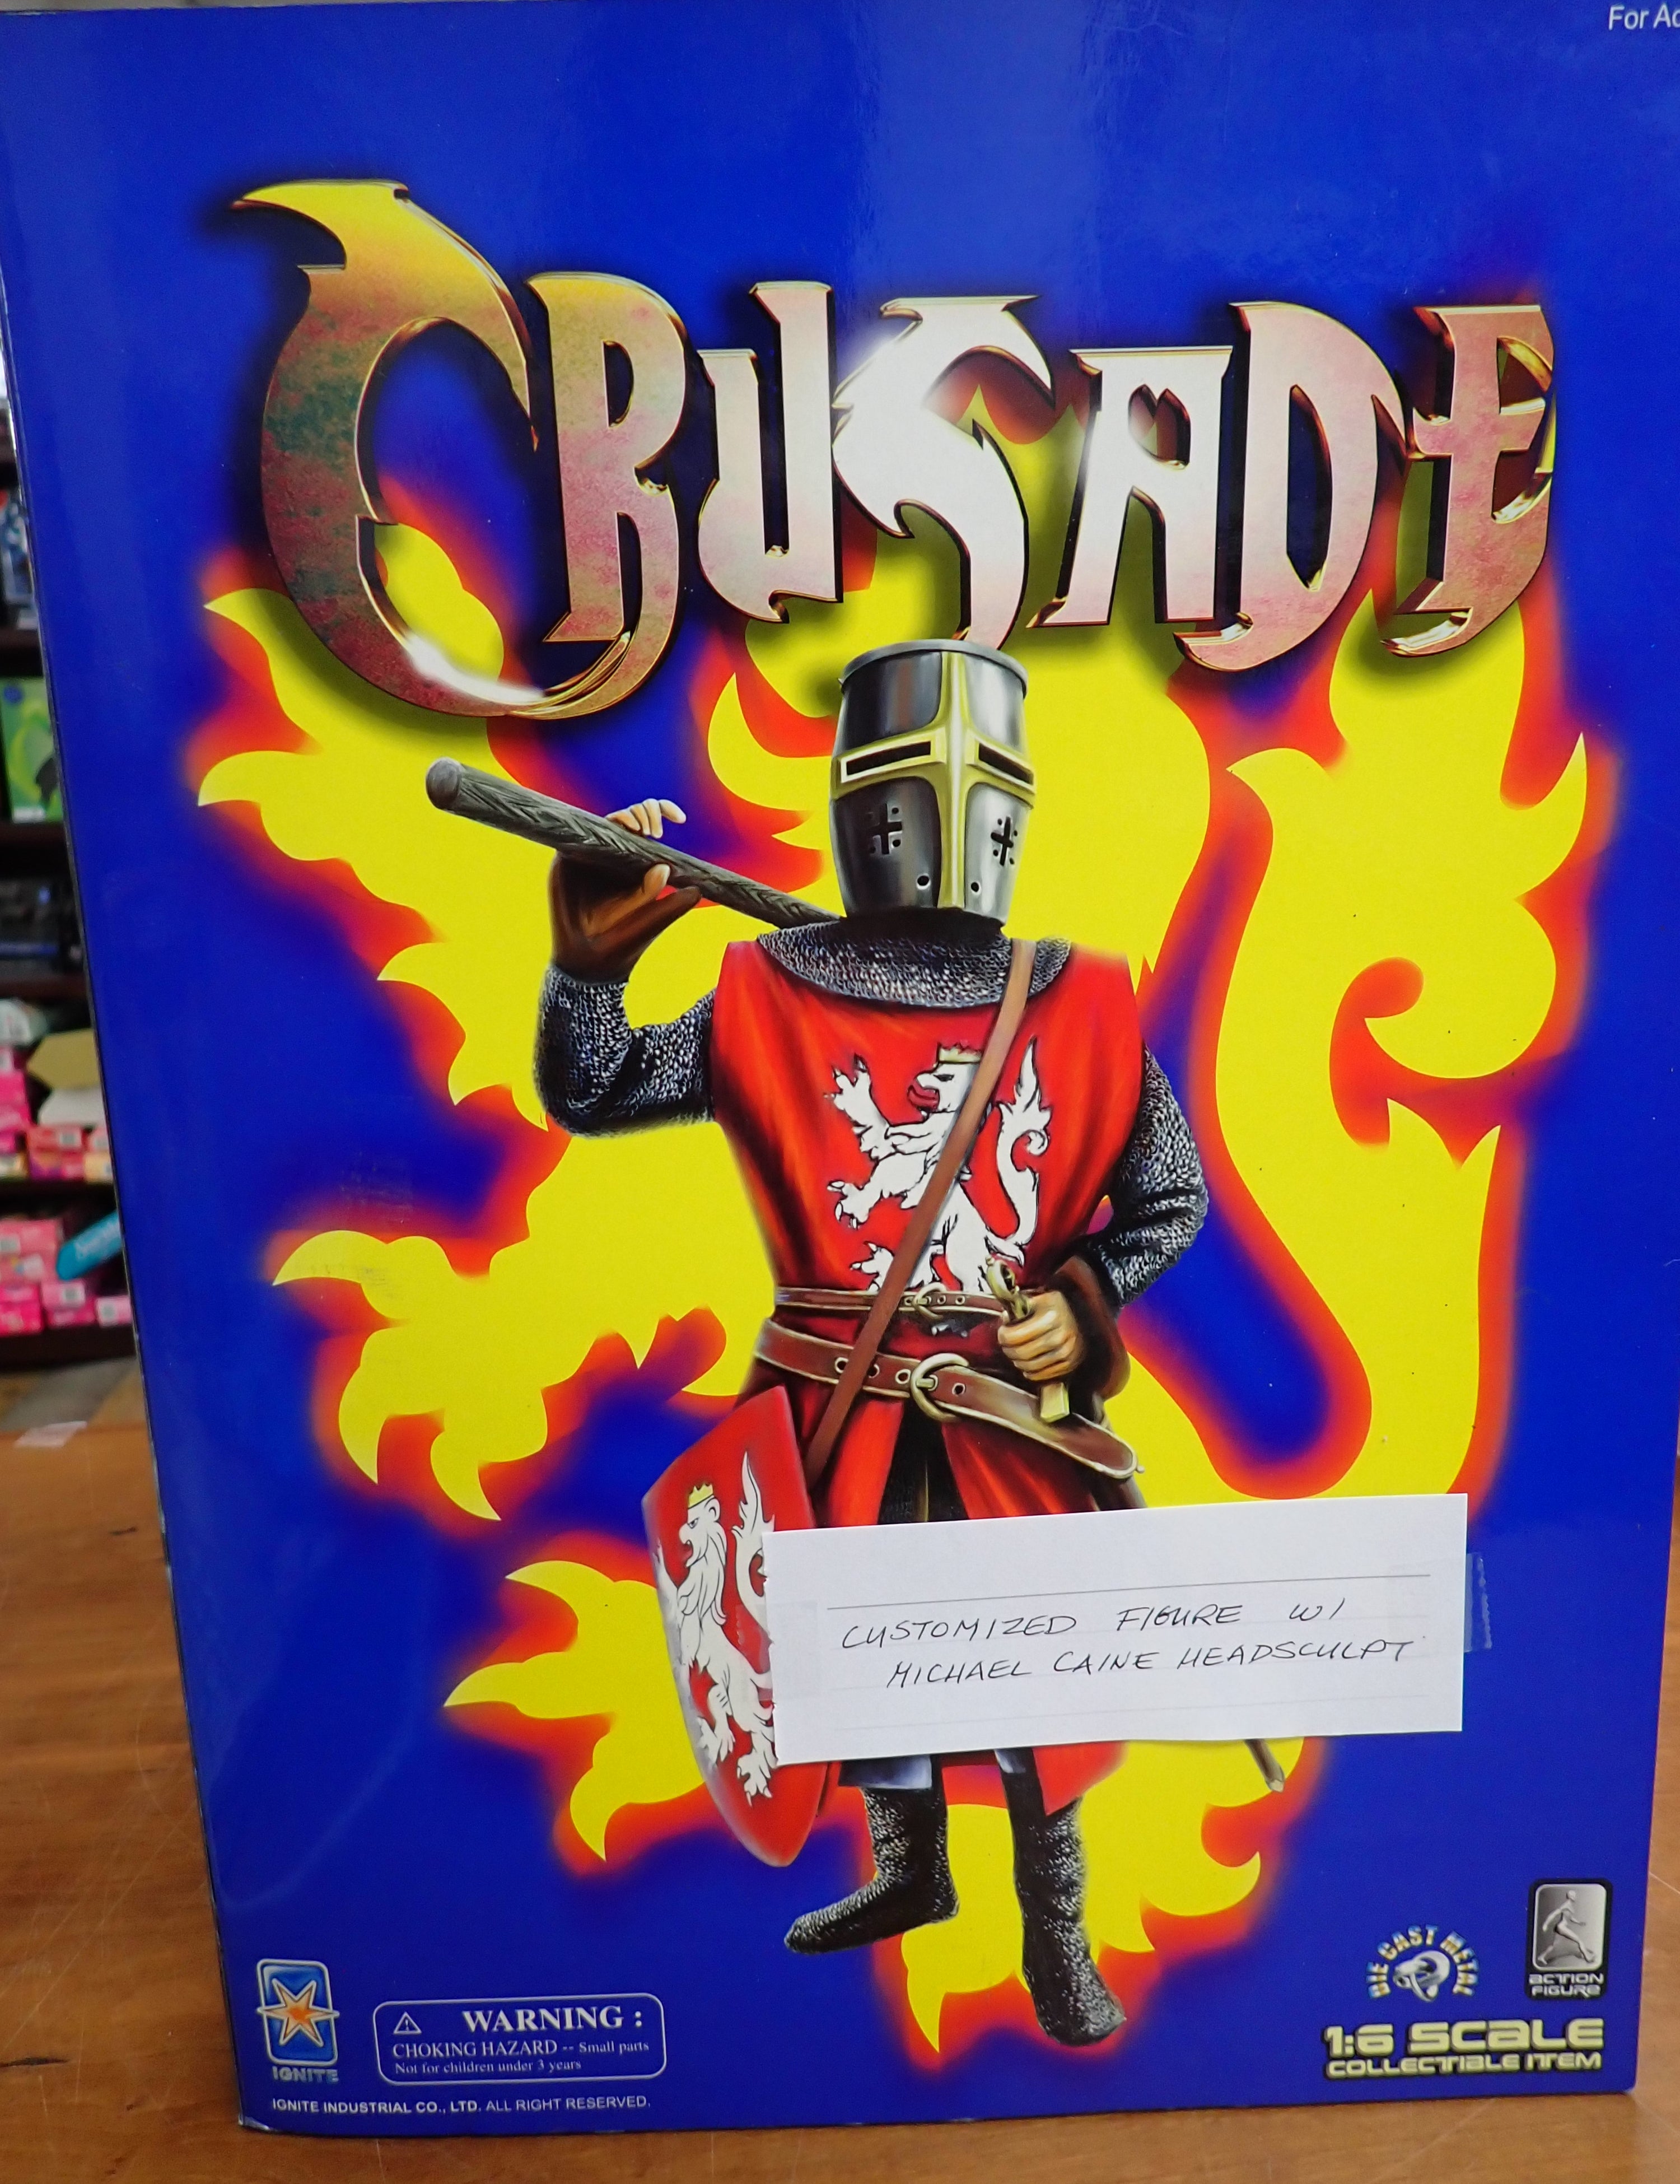 For Ad
CRUSADE
CUSTOMIZED FIGURE W/
MICHAEL CAINE HEADSCULPT
WARNING :
CHOKING HAZARD -- Small parts
Not for children under 3 years
IGNITE
IGNITE INDUSTRIAL CO., LTD. ALL RIGHT RESERVED.
DIE CAST METAL
ACTION
FIGURE
1:6 SCALE
COLLECTIBLE ITEM